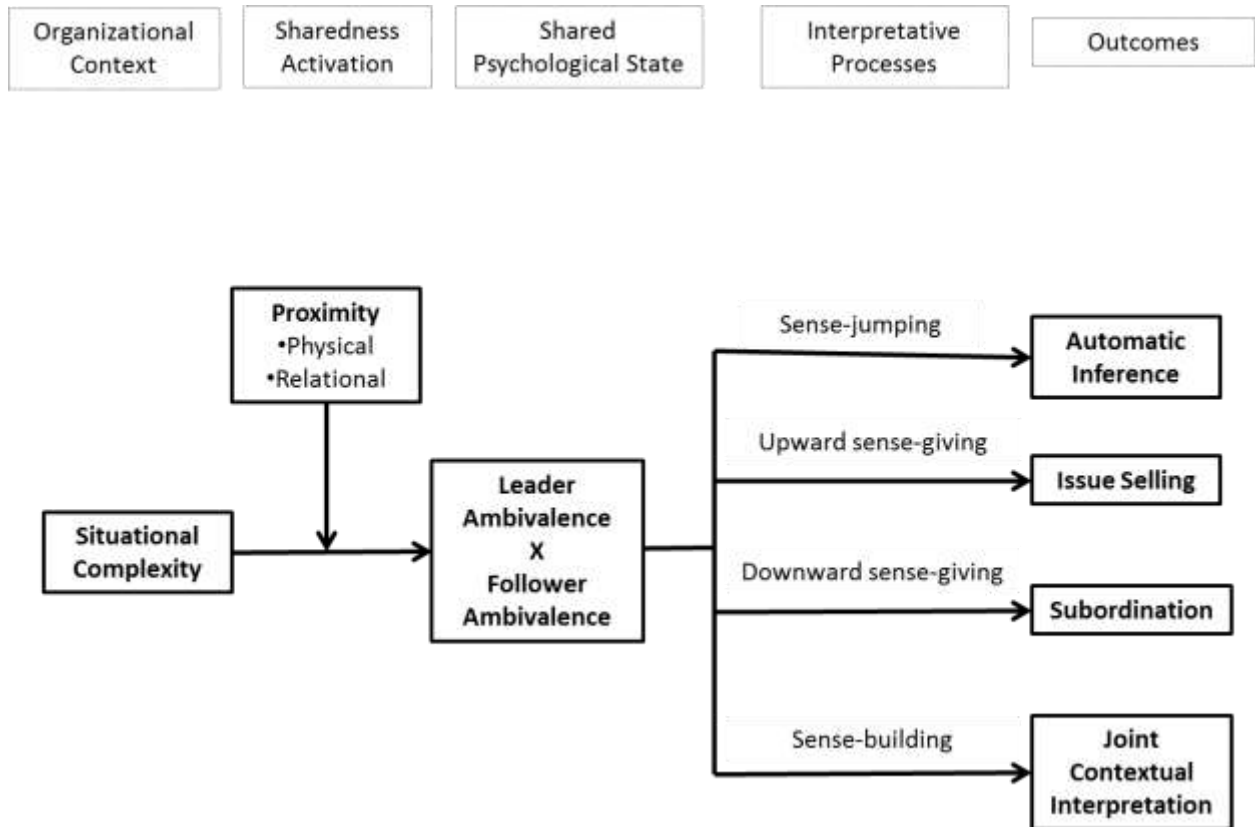 Organizational
Context
Sharedness
Activation
Shared
Psychological State
Interpretative
Processes
Outcomes
Proximity
•Physical
•Relational
Situational
Complexity
Leader
Ambivalence
X
Follower
Ambivalence
Sense-jumping
Automatic
Inference
Upward sense-giving
Issue Selling
Downward sense-giving
Subordination
Sense-building
Joint
Contextual
Interpretation